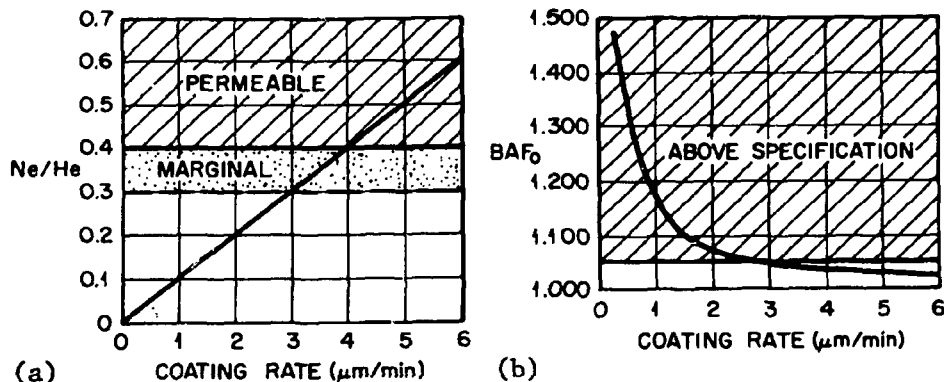 0.7
0.6
0.5
0.4
Ne/He
0.3
0.2
0.1
0
PERMEABLE
MARGINAL
0 1 2 3 4 5 6
COATING RATE (μm/min)
(a)
1.500
1.400
1.300
BAF₀
1.200
1.100
1.000
ABOVE SPECIFICATION
0 1 2 3 4 5 6
COATING RATE (μm/min)
(b)